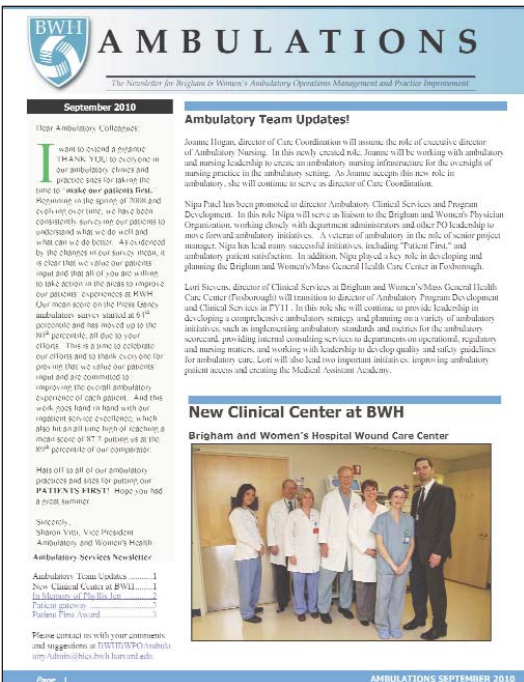 BWH
AMBULATIONS
The Newsletter for Brigham & Women's Ambulatory Operations Management and Practice Improvement
September 2010
Dear Ambulatory Colleagues:
I want to extend a gigantic
THANK YOU to everyone in
our ambulatory clinics and
practice sites for taking the
time to "make our patients first."
Beginning in the spring of 2008 and
evolving over time, we have been
consistently surveying our patients to
understand what we do well and
what can we do better. As evidenced
by the changes in our survey mean, it
is clear that we value our patients
input and that all of you are willing
to take action in the areas to improve
our patients' experiences at BWH.
Our mean score on the Press Ganey
ambulatory survey started at 61st
percentile and has moved up to the
80th percentile, all due to your
efforts. This is a time to celebrate
our efforts and to thank everyone for
proving that we value our patients'
input and are committed to
improving the overall ambulatory
experience of each patient. And this
work goes hand in hand with our
inpatient service excellence, which
also hit an all time high of reaching a
mean score of 87.7 putting us at the
89th percentile of our comparator.
Hats off to all of our ambulatory
practices and sites for putting our
PATIENTS FIRST! Hope you had
a great summer.
Sincerely,
Sharon Vitti, Vice President
Ambulatory and Women's Health
Ambulatory Services Newsletter
Ambulatory Team Updates ..........1
New Clinical Center at BWH.......1
In Memory of Phyllis Jen ..........2
Patient gateway ..........3
Patient First Award ..........3
Please contact us with your comments
and suggestions at BWHBWPOAmbula
toryAdmin@bics.bwh.harvard.edu.
Ambulatory Team Updates!
Joanne Hogan, director of Care Coordination will assume the role of executive director
of Ambulatory Nursing. In this newly created role, Joanne will be working with ambulatory
and nursing leadership to create an ambulatory nursing infrastructure for the oversight of
nursing practice in the ambulatory setting. As Joanne accepts this new role in
ambulatory, she will continue to serve as director of Care Coordination.
Nipa Patel has been promoted to director Ambulatory Clinical Services and Program
Development. In this role Nipa will serve as liaison to the Brigham and Women's Physician
Organization, working closely with department administrators and other PO leadership to
move forward ambulatory initiatives. A veteran of ambulatory in the role of senior project
manager, Nipa has lead many successful initiatives, including "Patient First," and
ambulatory patient satisfaction. In addition, Nipa played a key role in developing and
planning the Brigham and Women's/Mass General Health Care Center in Foxborough.
Lori Stevens, director of Clinical Services at Brigham and Women's/Mass General Health
Care Center (Foxborough) will transition to director of Ambulatory Program Development
and Clinical Services in FY11. In this role she will continue to provide leadership in
developing a comprehensive ambulatory strategy and planning on a variety of ambulatory
initiatives, such as implementing ambulatory standards and metrics for the ambulatory
scorecard, providing internal consulting services to departments on operational, regulatory
and nursing matters, and working with leadership to develop quality and safety guidelines
for ambulatory care. Lori will also lead two important initiatives: improving ambulatory
patient access and creating the Medical Assistant Academy.
New Clinical Center at BWH
Brigham and Women's Hospital Wound Care Center
Page 1
AMBULATIONS SEPTEMBER 2010